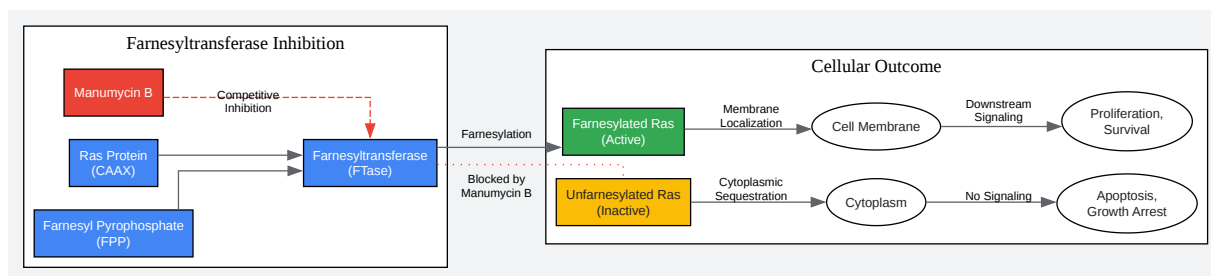 Farnesyltransferase Inhibition
Manumycin B
Competitive
Inhibition
Ras Protein
(CAAX)
Farnesyltransferase
(FTase)
Farnesyl Pyrophosphate
(FPP)
Farnesylation
Blocked by
Manumycin B
Cellular Outcome
Farnesylated Ras
(Active)
Membrane
Localization
Cell Membrane
Downstream
Signaling
Proliferation,
Survival
Unfarnesylated Ras
(Inactive)
Cytoplasmic
Sequestration
Cytoplasm
No Signaling
Apoptosis,
Growth Arrest